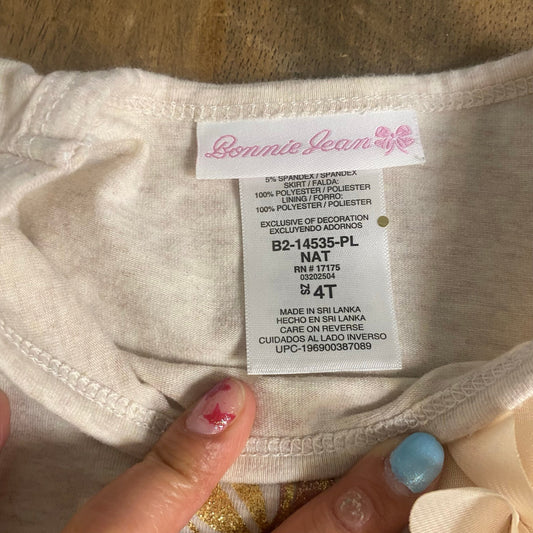 Bonnie Jean
5% SPANDEX / SPANDEX
SKIRT / FALDA:
100% POLYESTER / POLIESTER
LINING / FORRO:
100% POLYESTER / POLIESTER
EXCLUSIVE OF DECORATION
EXCLUYENDO ADORNOS
B2-14535-PL
NAT
RN # 17175
03202504
SZ 4T
MADE IN SRI LANKA
HECHO EN SRI LANKA
CARE ON REVERSE
CUIDADOS AL LADO INVERSO
UPC-196900387089